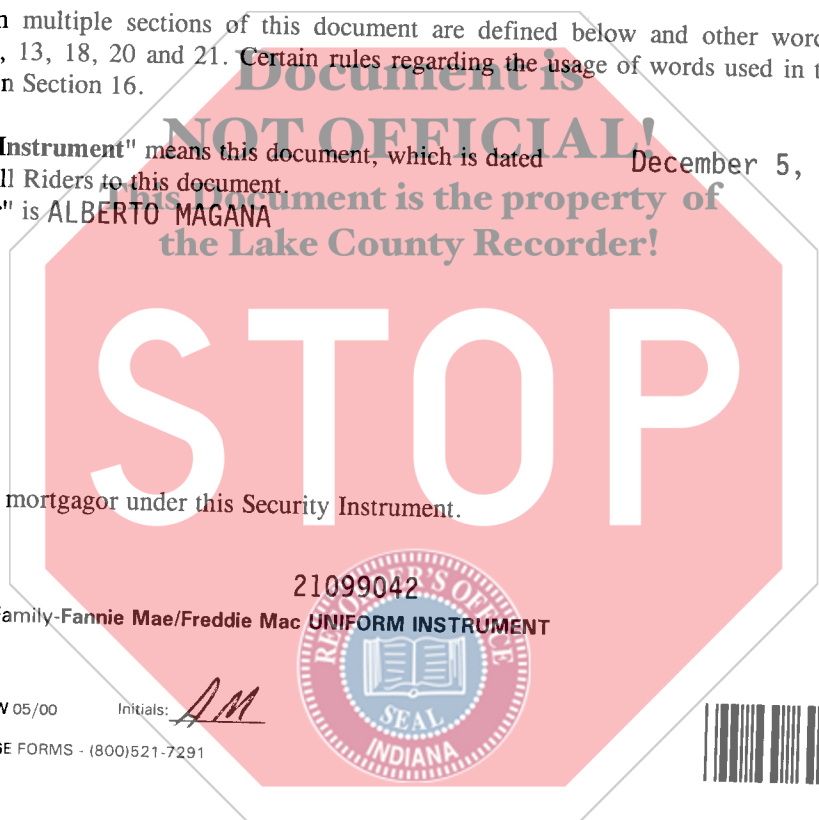 multiple sections of this document are defined below and other
, 13, 18, 20 and 21. Certain rules regarding the usage of words used in
n Section 16.
Document is
NOT OFFICIAL!
Instrument" means this document, which is dated December 5,
ll Riders to this document.
This Document is the property of
" is ALBERTO MAGANA
the Lake County Recorder!
STOP
mortgagor under this Security Instrument.
21099042
Family-Fannie Mae/Freddie Mac UNIFORM INSTRUMENT
RECORDER'S OFFICE
05/00 Initials: AM
SEAL
INDIANA
FORMS - (800)521-7291